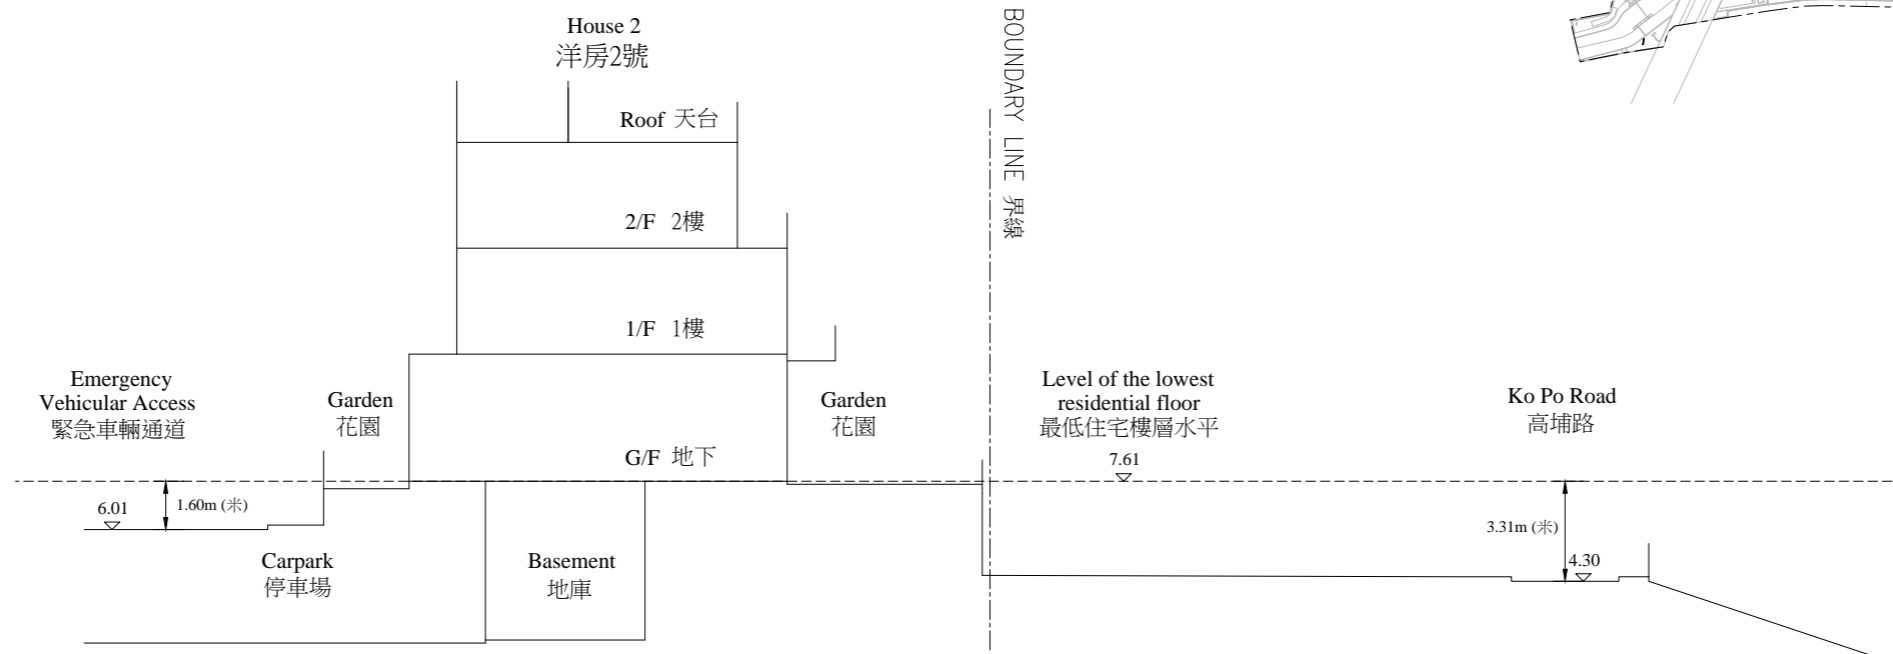 House 2
洋房2號
BOUNDARY LINE 界線
Roof 天台
2/F 2樓
1/F 1樓
Emergency
Vehicular Access
緊急車輛通道
Garden
花園
Garden
花園
Level of the lowest
residential floor
最低住宅樓層水平
Ko Po Road
高埔路
G/F 地下
7.61
6.01
1.60m (米)
3.31m (米)
4.30
Carpark
停車場
Basement
地庫